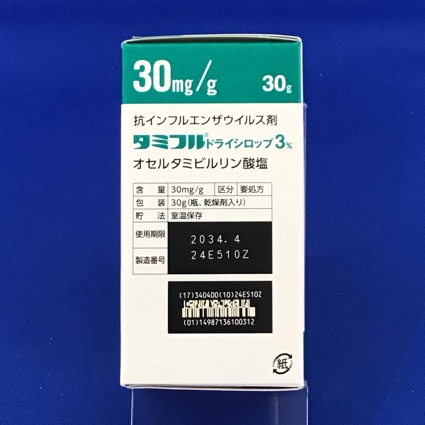 30mg/g 30g
抗インフルエンザウイルス剤
タミフル®ドライシロップ3%
オセルタミビルリン酸塩
含 量 30mg/g 区分 要処方
包 装 30g(瓶、乾燥剤入り)
貯 法 室温保存
使用期限 2034.4
製造番号 24E510Z
(17)340400(10)24E510Z
(01)14987136100312
紙